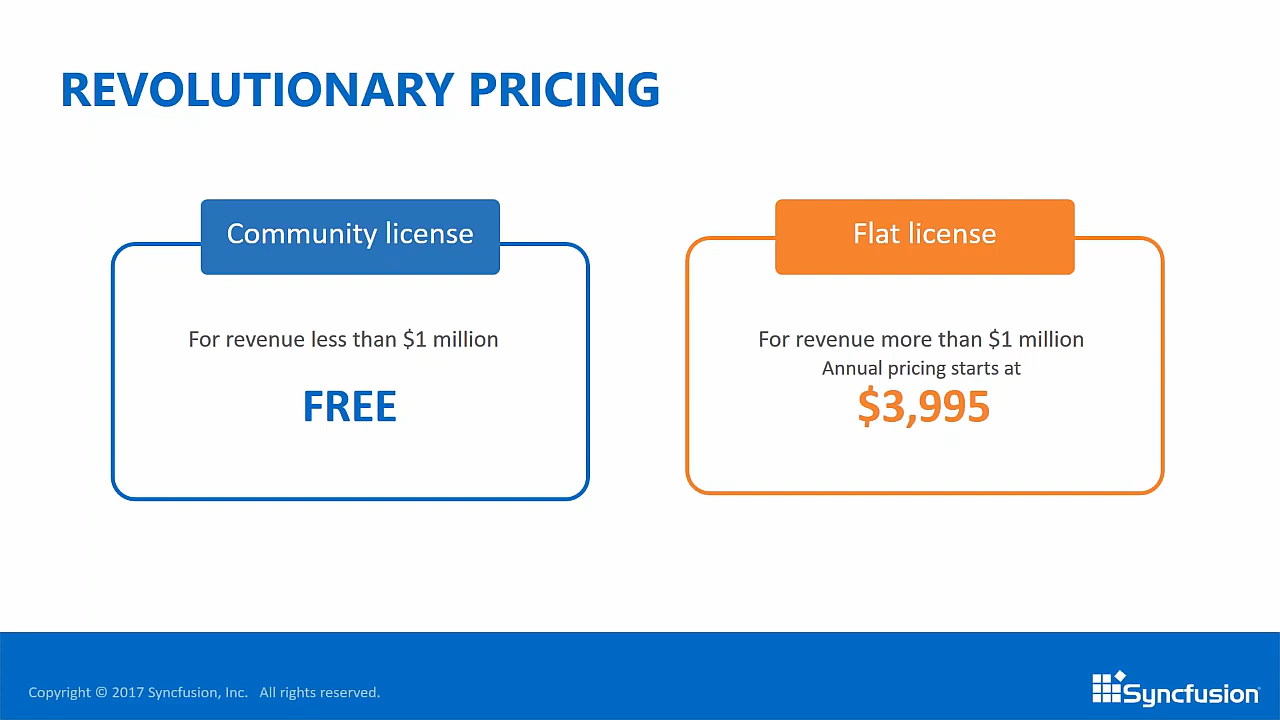 REVOLUTIONARY PRICING
Community license
For revenue less than $1 million
FREE
Flat license
For revenue more than $1 million
Annual pricing starts at
$3,995
Copyright © 2017 Syncfusion, Inc.   All rights reserved.
Syncfusion